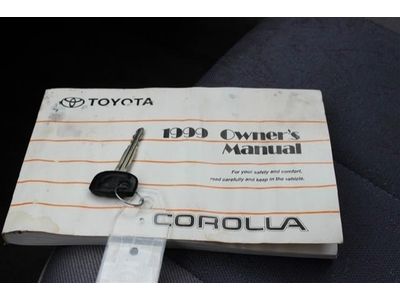 TOYOTA
1999 Owner's
Manual
For your safety and comfort,
read carefully and keep in the vehicle.
COROLLA